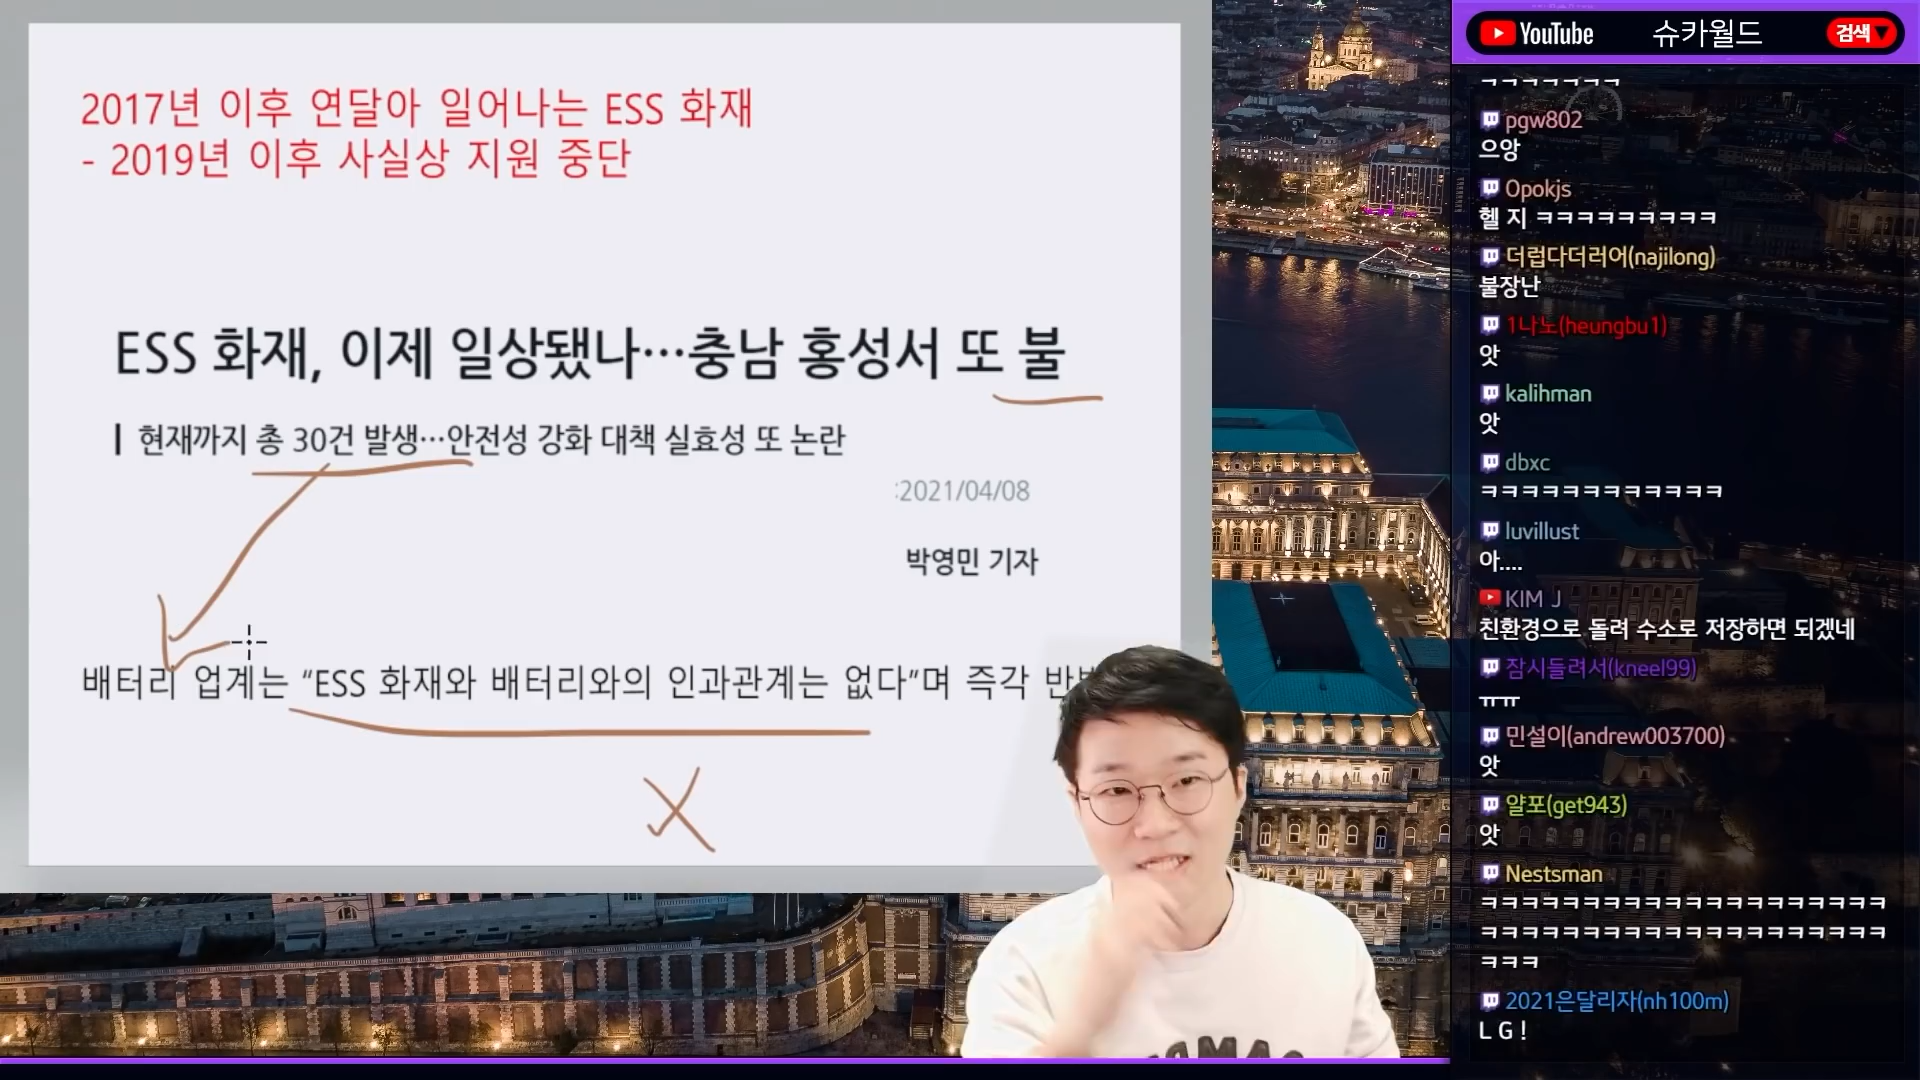 2017년 이후 연달아 일어나는 ESS 화재
- 2019년 이후 사실상 지원 중단
ESS 화재, 이제 일상됐나…충남 홍성서 또 불
현재까지 총 30건 발생…안전성 강화 대책 실효성 또 논란
:2021/04/08
박영민 기자
배터리 업계는 “ESS 화재와 배터리와의 인과관계는 없다”며 즉각
X
YouTube 슈카월드 검색▼
ㅋㅋㅋㅋㅋㅋㅋ
pgw802
으앙
Opokjs
헬 지 ㅋㅋㅋㅋㅋㅋㅋㅋㅋ
더럽다더러어(najilong)
불장난
1나노(heungbu1)
앗
kalihman
앗
dbxc
ㅋㅋㅋㅋㅋㅋㅋㅋㅋㅋㅋㅋ
luvillust
아....
KIM J
친환경으로 돌려 수소로 저장하면 되겠네
잠시들려서(kneel99)
ㅠㅠ
민설이(andrew003700)
앗
얄포(get943)
앗
Nestsman
ㅋㅋㅋㅋㅋㅋㅋㅋㅋㅋㅋㅋㅋㅋㅋㅋㅋㅋㅋㅋ
ㅋㅋㅋㅋㅋㅋㅋㅋㅋㅋㅋㅋㅋㅋㅋㅋㅋㅋㅋㅋ
ㅋㅋㅋ
2021은달리자(nh100m)
L G !